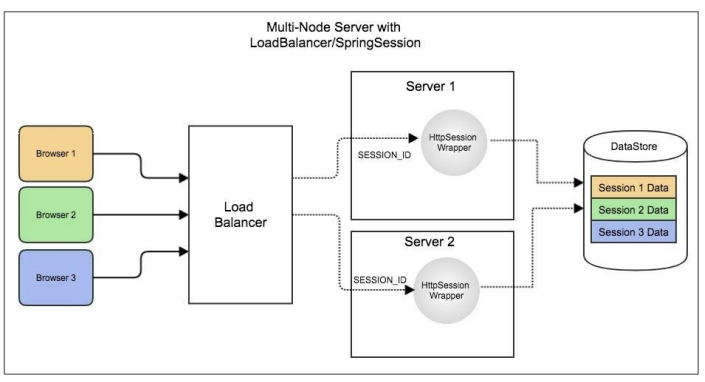 Multi-Node Server with
LoadBalancer/SpringSession
Browser 1
Browser 2
Browser 3
Load
Balancer
Server 1
SESSION_ID
HttpSession
Wrapper
Server 2
SESSION_ID
HttpSession
Wrapper
DataStore
Session 1 Data
Session 2 Data
Session 3 Data